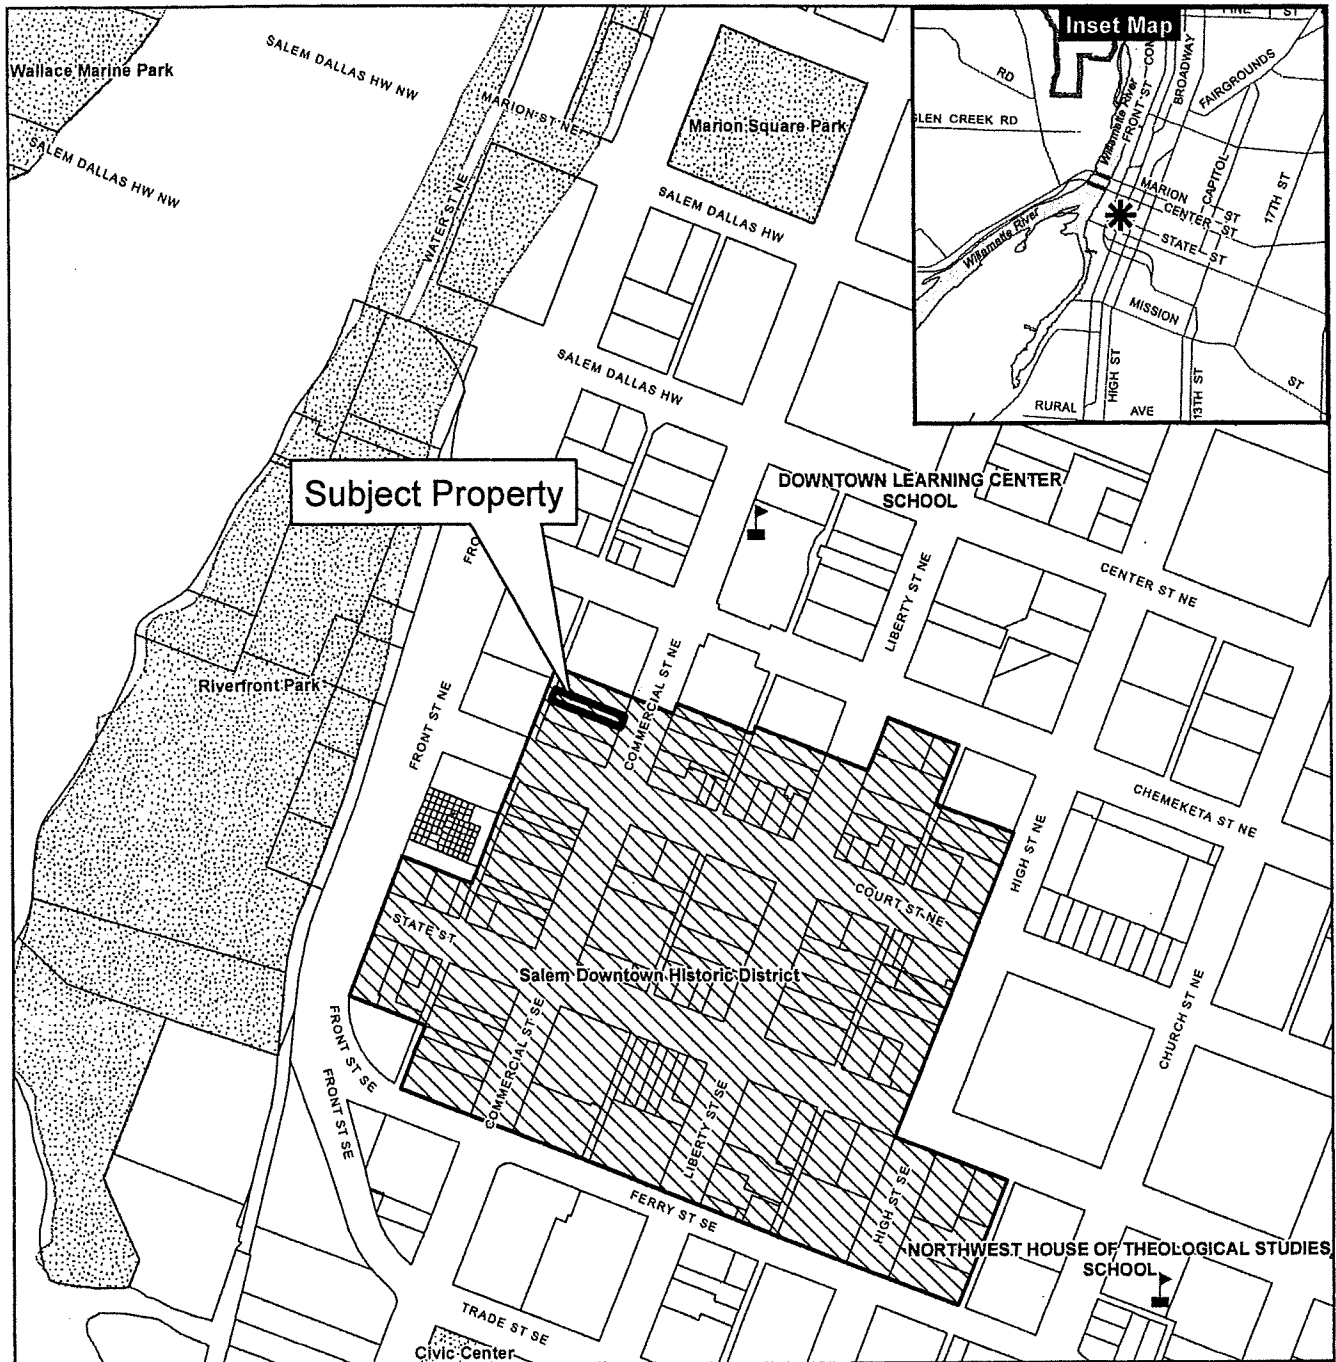 Inset Map
PINE ST
RD
FAIRGROUNDS
BROADWAY
FRONT ST
Willamette River
GLEN CREEK RD
CAPITOL
17TH ST
MARION ST
CENTER ST
STATE ST
Willamette River
MISSION
ST
HIGH ST
13TH ST
RURAL AVE
SALEM DALLAS HW NW
Wallace Marine Park
MARION ST NE
Marion Square Park
SALEM DALLAS HW NW
SALEM DALLAS HW
WATER ST NE
SALEM DALLAS HW
DOWNTOWN LEARNING CENTER
SCHOOL
Subject Property
CENTER ST NE
LIBERTY ST NE
COMMERCIAL ST NE
Riverfront Park
FRONT ST NE
CHEMEKETA ST NE
HIGH ST NE
COURT ST NE
STATE ST
Salem Downtown Historic District
CHURCH ST NE
FRONT ST SE
COMMERCIAL ST SE
FRONT ST SE
LIBERTY ST SE
FERRY ST SE
HIGH ST SE
NORTHWEST HOUSE OF THEOLOGICAL STUDIES
SCHOOL
TRADE ST SE
Civic Center